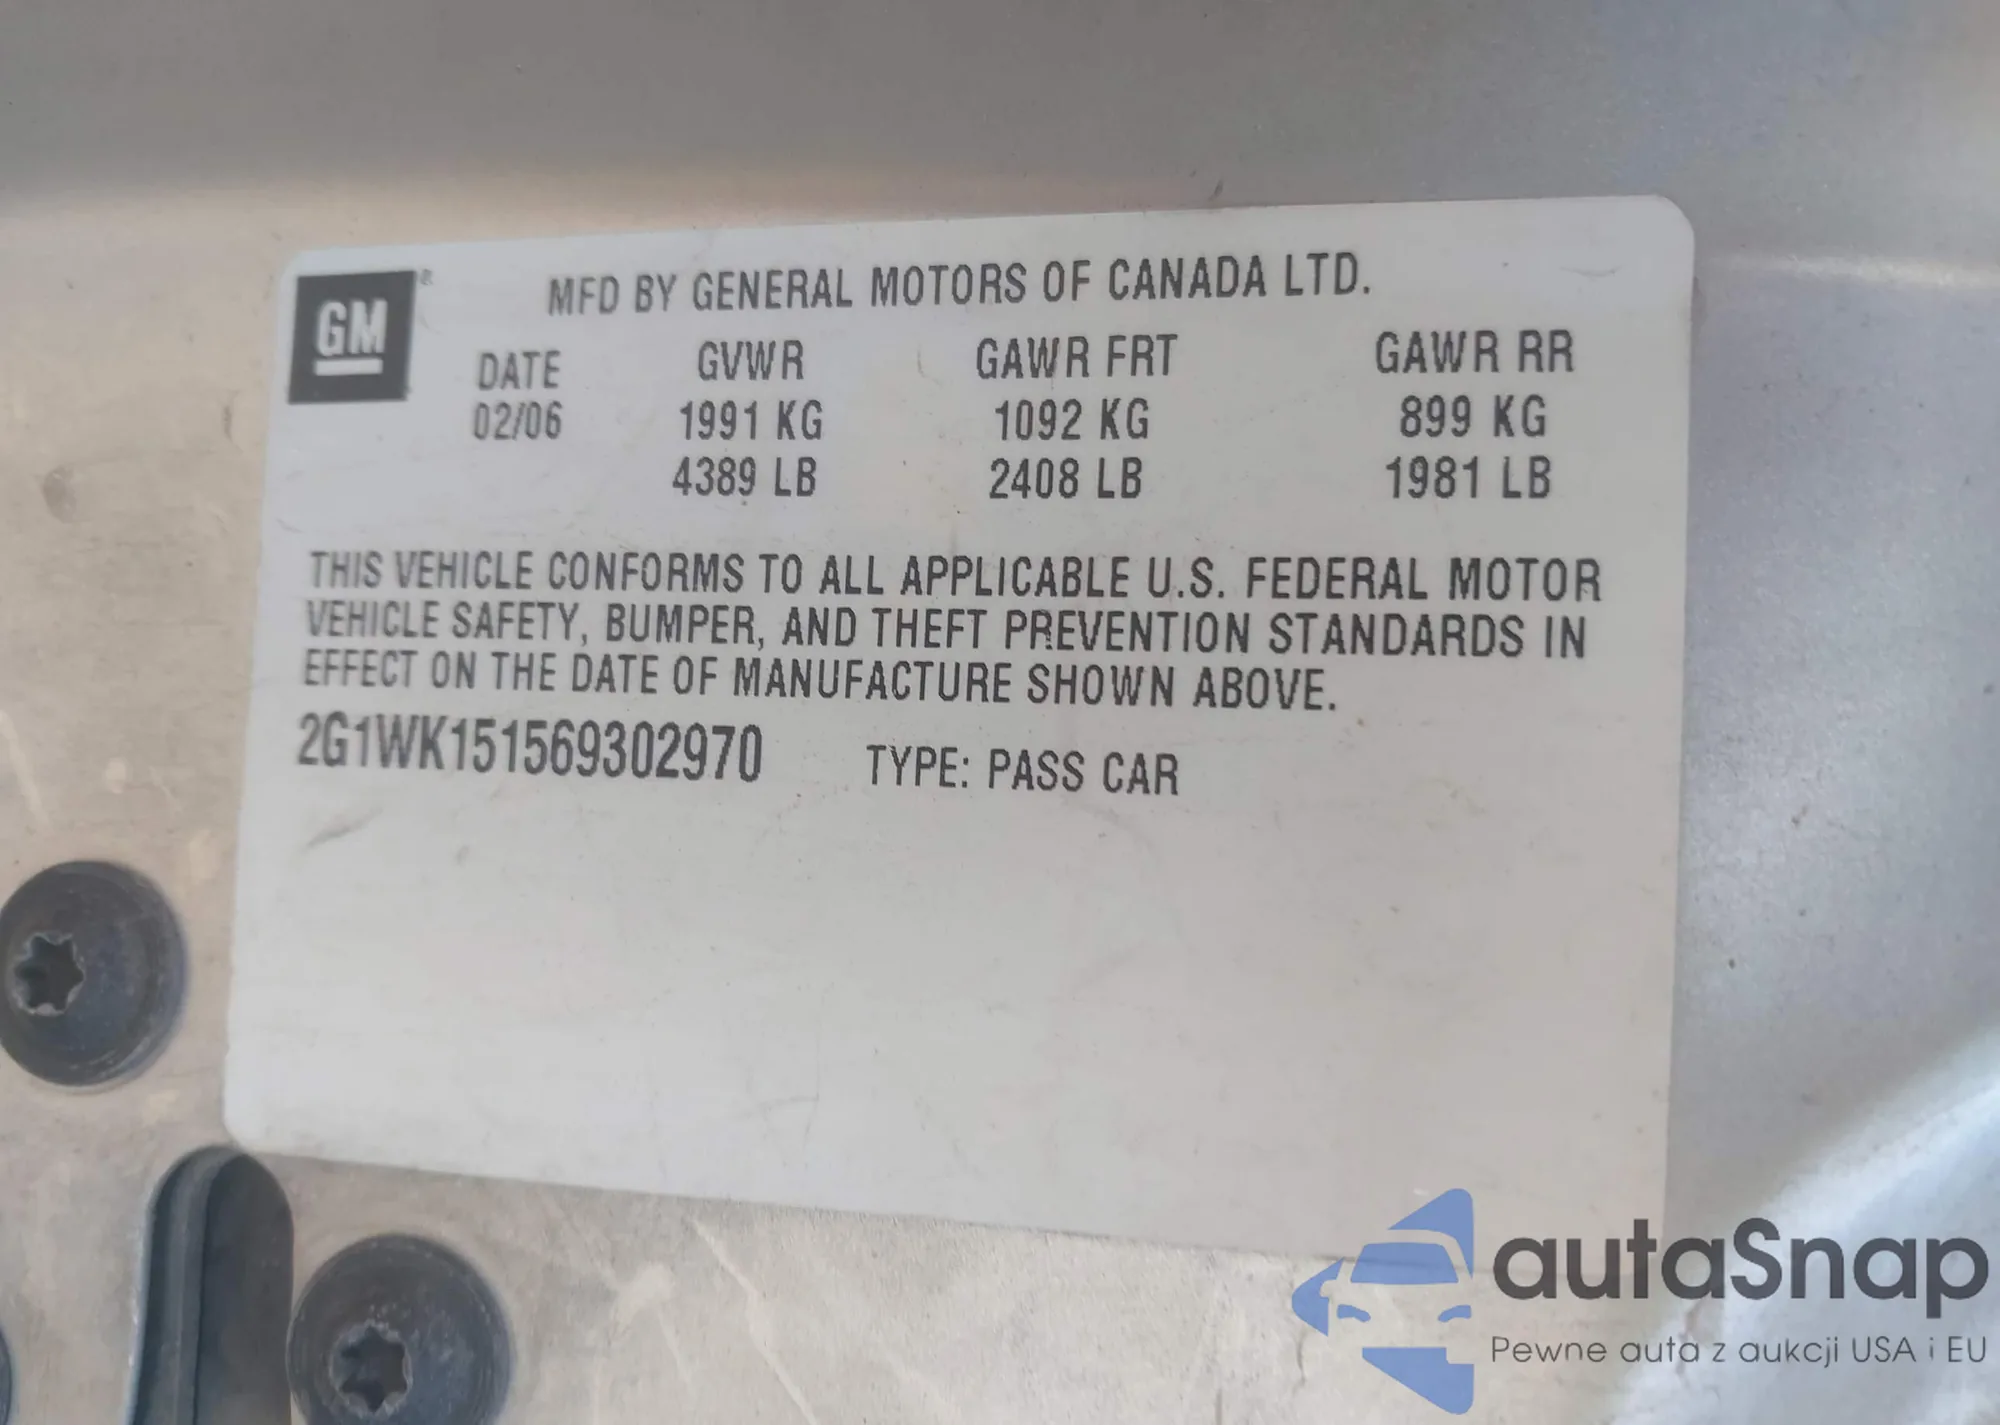 GM®
MFD BY GENERAL MOTORS OF CANADA LTD.
DATE GVWR GAWR FRT GAWR RR
02/06 1991 KG 1092 KG 899 KG
4389 LB 2408 LB 1981 LB
THIS VEHICLE CONFORMS TO ALL APPLICABLE U.S. FEDERAL MOTOR
VEHICLE SAFETY, BUMPER, AND THEFT PREVENTION STANDARDS IN
EFFECT ON THE DATE OF MANUFACTURE SHOWN ABOVE.
2G1WK151569302970 TYPE: PASS CAR
autaSnap
Pewne auta z aukcji USA i EU